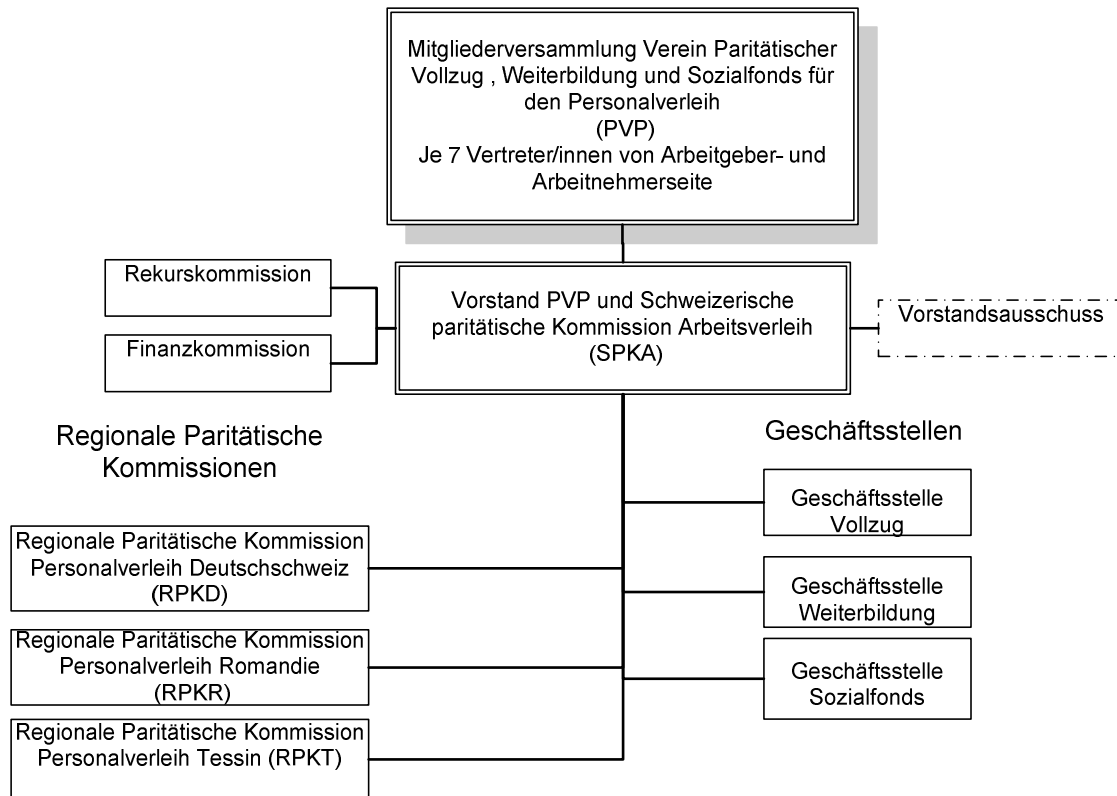 Mitgliederversammlung Verein Paritätischer
Vollzug , Weiterbildung und Sozialfonds für
den Personalverleih
(PVP)
Je 7 Vertreter/innen von Arbeitgeber- und
Arbeitnehmerseite
Rekurskommission
Finanzkommission
Vorstand PVP und Schweizerische
paritätische Kommission Arbeitsverleih
(SPKA)
Vorstandsausschuss
Regionale Paritätische
Kommissionen
Regionale Paritätische Kommission
Personalverleih Deutschschweiz
(RPKD)
Regionale Paritätische Kommission
Personalverleih Romandie
(RPKR)
Regionale Paritätische Kommission
Personalverleih Tessin (RPKT)
Geschäftsstellen
Geschäftsstelle
Vollzug
Geschäftsstelle
Weiterbildung
Geschäftsstelle
Sozialfonds